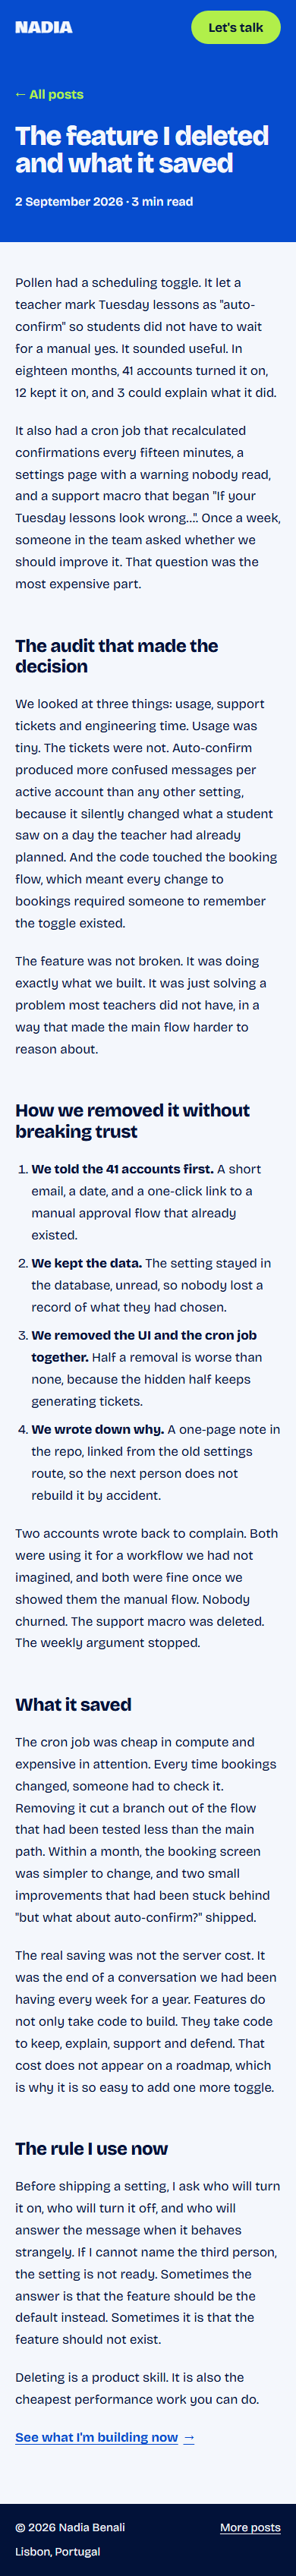 NADIA
Let's talk
← All posts
The feature I deleted
and what it saved
2 September 2026 · 3 min read
Pollen had a scheduling toggle. It let a
teacher mark Tuesday lessons as "auto-
confirm" so students did not have to wait
for a manual yes. It sounded useful. In
eighteen months, 41 accounts turned it on,
12 kept it on, and 3 could explain what it did.
It also had a cron job that recalculated
confirmations every fifteen minutes, a
settings page with a warning nobody read,
and a support macro that began "If your
Tuesday lessons look wrong...". Once a week,
someone in the team asked whether we
should improve it. That question was the
most expensive part.
The audit that made the
decision
We looked at three things: usage, support
tickets and engineering time. Usage was
tiny. The tickets were not. Auto-confirm
produced more confused messages per
active account than any other setting,
because it silently changed what a student
saw on a day the teacher had already
planned. And the code touched the booking
flow, which meant every change to
bookings required someone to remember
the toggle existed.
The feature was not broken. It was doing
exactly what we built. It was just solving a
problem most teachers did not have, in a
way that made the main flow harder to
reason about.
How we removed it without
breaking trust
1. We told the 41 accounts first. A short
email, a date, and a one-click link to a
manual approval flow that already
existed.
2. We kept the data. The setting stayed in
the database, unread, so nobody lost a
record of what they had chosen.
3. We removed the UI and the cron job
together. Half a removal is worse than
none, because the hidden half keeps
generating tickets.
4. We wrote down why. A one-page note in
the repo, linked from the old settings
route, so the next person does not
rebuild it by accident.
Two accounts wrote back to complain. Both
were using it for a workflow we had not
imagined, and both were fine once we
showed them the manual flow. Nobody
churned. The support macro was deleted.
The weekly argument stopped.
What it saved
The cron job was cheap in compute and
expensive in attention. Every time bookings
changed, someone had to check it.
Removing it cut a branch out of the flow
that had been tested less than the main
path. Within a month, the booking screen
was simpler to change, and two small
improvements that had been stuck behind
"but what about auto-confirm?" shipped.
The real saving was not the server cost. It
was the end of a conversation we had been
having every week for a year. Features do
not only take code to build. They take code
to keep, explain, support and defend. That
cost does not appear on a roadmap, which
is why it is so easy to add one more toggle.
The rule I use now
Before shipping a setting, I ask who will turn
it on, who will turn it off, and who will
answer the message when it behaves
strangely. If I cannot name the third person,
the setting is not ready. Sometimes the
answer is that the feature should be the
default instead. Sometimes it is that the
feature should not exist.
Deleting is a product skill. It is also the
cheapest performance work you can do.
See what I'm building now →
© 2026 Nadia Benali
More posts
Lisbon, Portugal